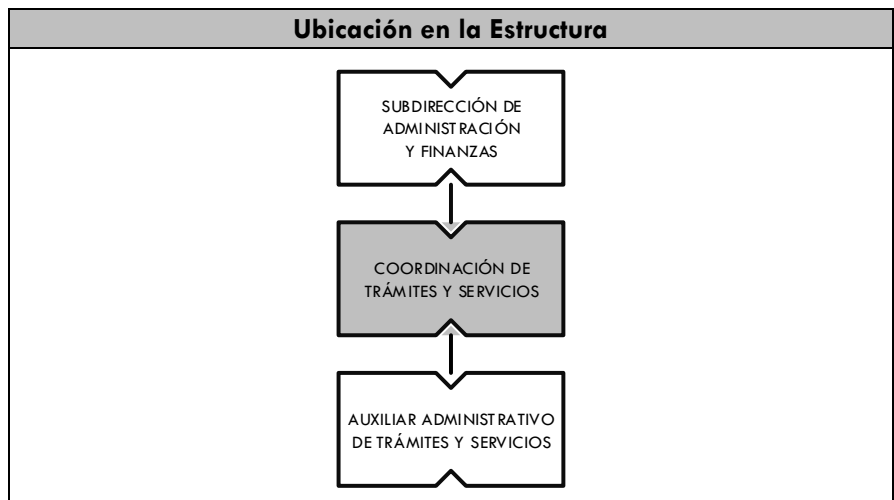 Ubicación en la Estructura
SUBDIRECCIÓN DE
ADMINISTRACIÓN
Y FINANZAS
COORDINACIÓN DE
TRÁMITES Y SERVICIOS
AUXILIAR ADMINISTRATIVO
DE TRÁMITES Y SERVICIOS